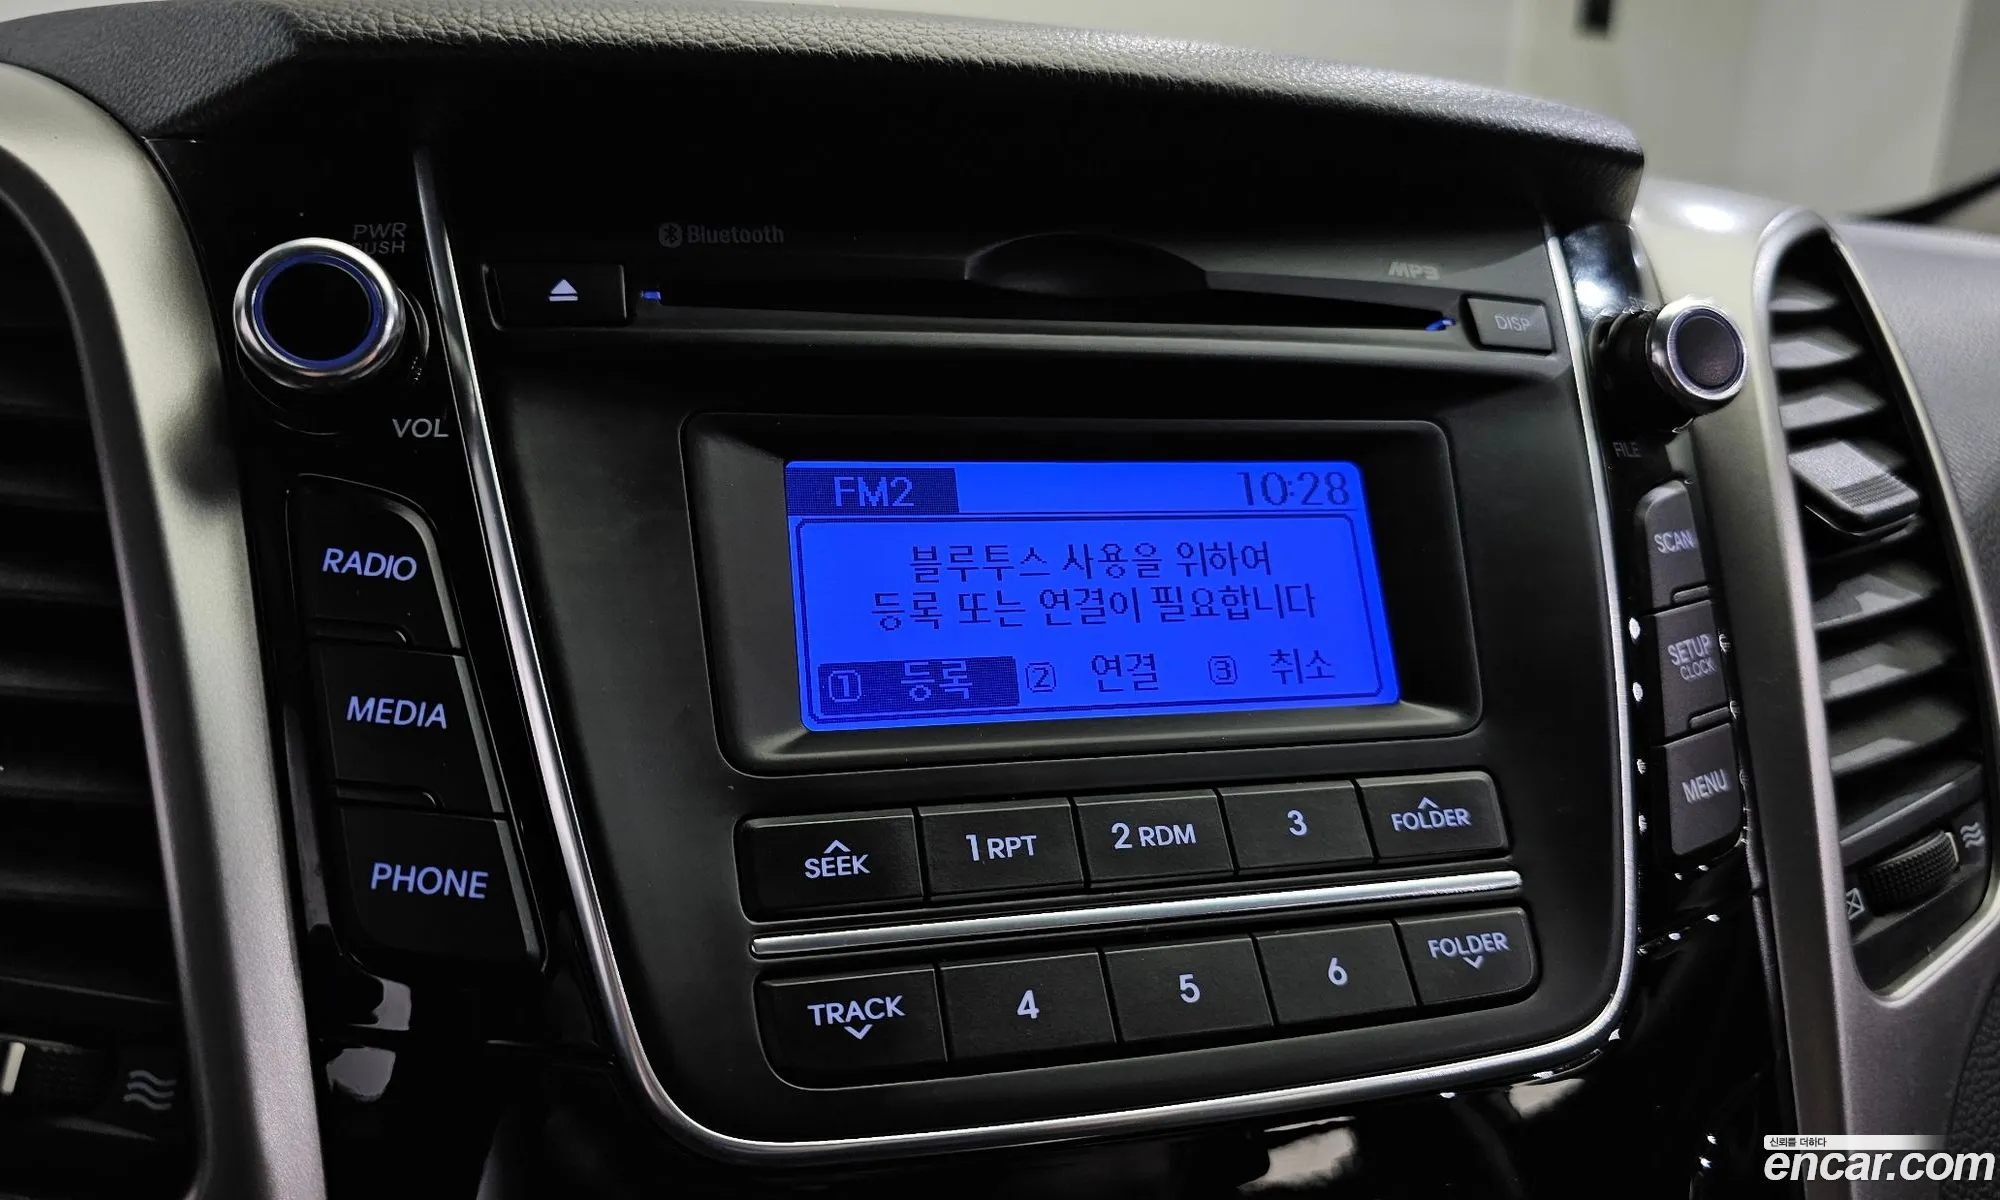 PWR
PUSH
Bluetooth
MP3
DISP
VOL
FILE
FM2 10:28
블루투스 사용을 위하여
등록 또는 연결이 필요합니다
1 등록 2 연결 3 취소
RADIO
MEDIA
PHONE
SCAN
SETUP
CLOCK
MENU
SEEK
1 RPT
2 RDM
3
FOLDER
TRACK
4
5
6
FOLDER
신뢰를 더하다
encar.com